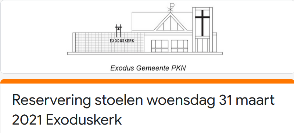 EXODUSKERK
Exodus Gemeente PKN
Reservering stoelen woensdag 31 maart
2021 Exoduskerk